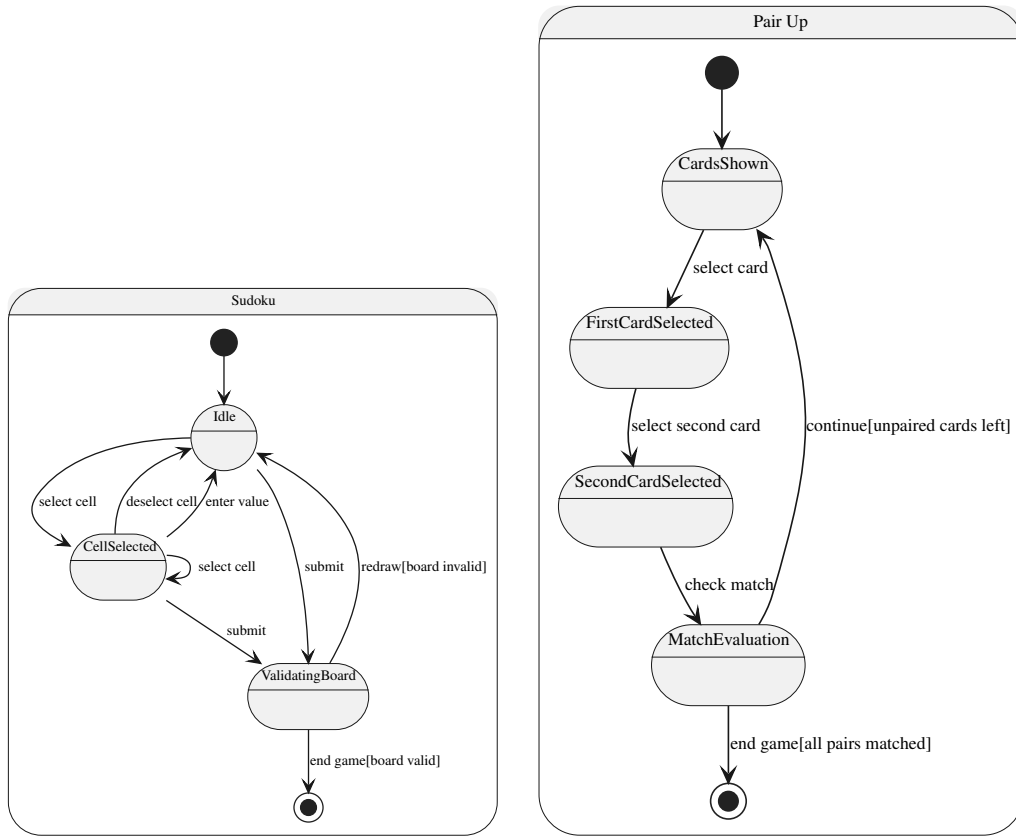 Sudoku
Idle
select cell
deselect cell
enter value
CellSelected
select cell
submit
redraw[board invalid]
submit
ValidatingBoard
end game[board valid]
Pair Up
CardsShown
select card
FirstCardSelected
select second card
continue[unpaired cards left]
SecondCardSelected
check match
MatchEvaluation
end game[all pairs matched]